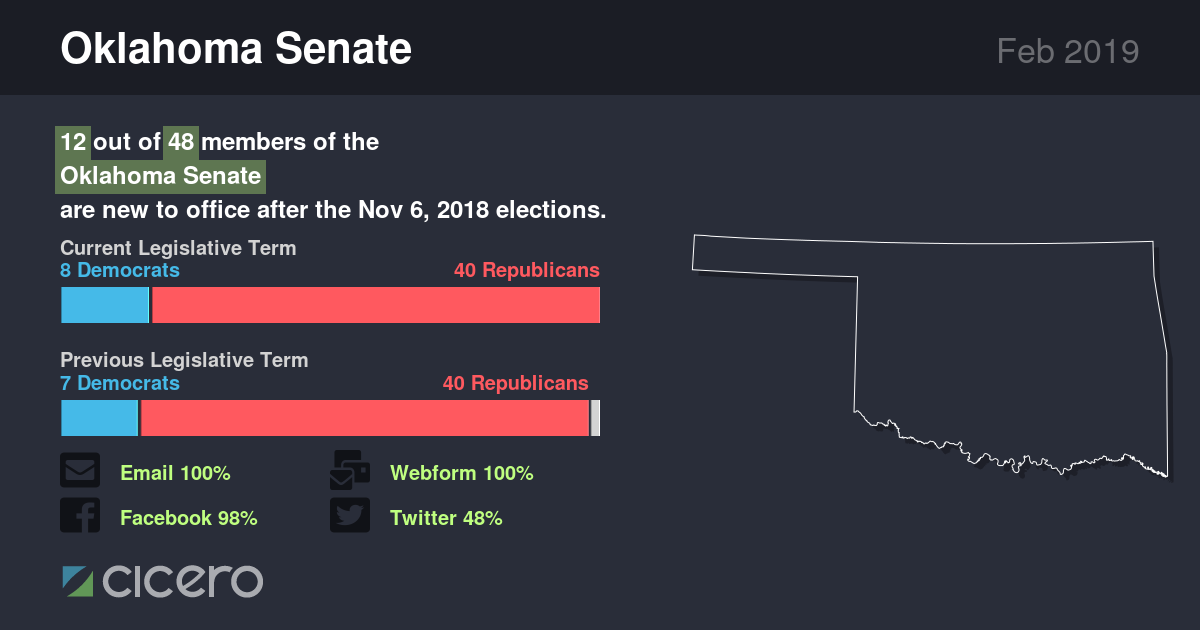 Oklahoma Senate
Feb 2019
12 out of 48 members of the
Oklahoma Senate
are new to office after the Nov 6, 2018 elections.
Current Legislative Term
8 Democrats 40 Republicans
Previous Legislative Term
7 Democrats 40 Republicans
Email 100% Webform 100%
Facebook 98% Twitter 48%
cicero